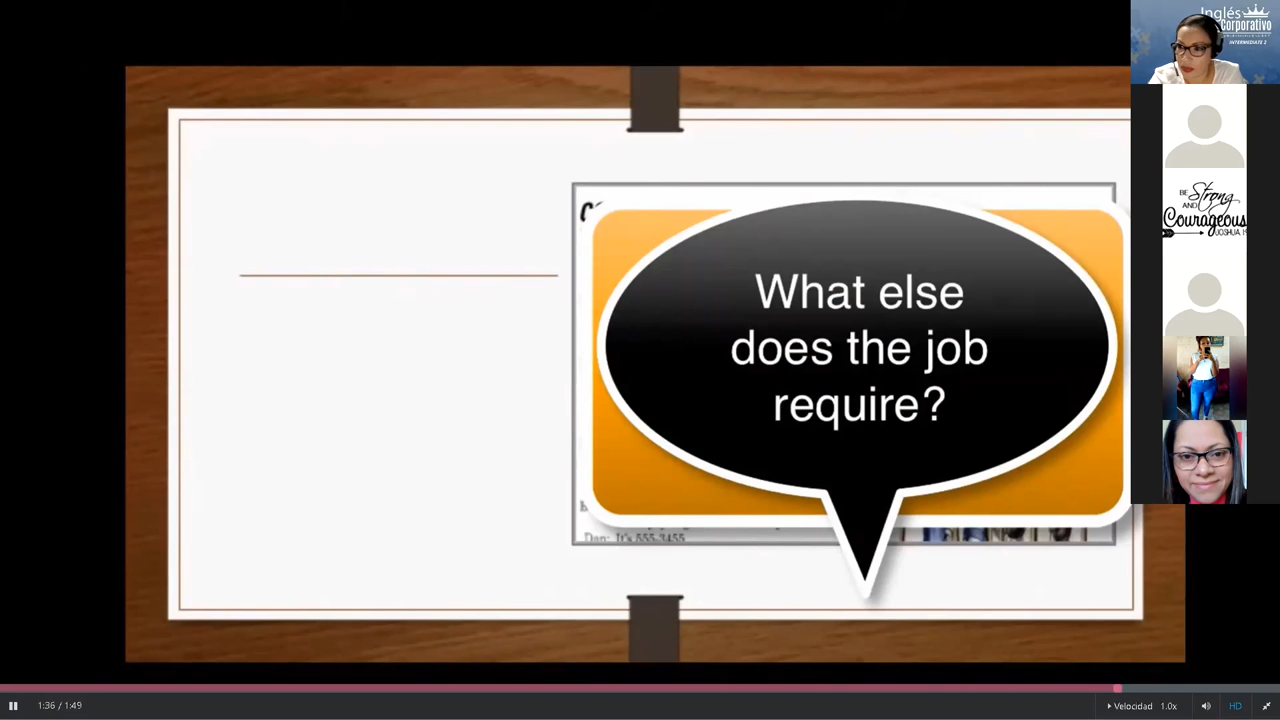 Inglés
Corporativo
INTERMEDIATE 2
BE
Strong
AND
Courageous
JOSHUA 1:9
What else
does the job
require?
Dan: It's 555-3455
1:36 / 1:49
Velocidad 1.0x
HD